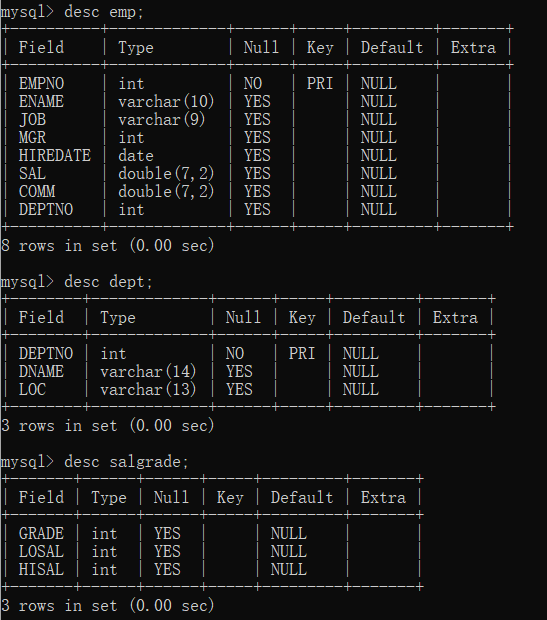 mysql> desc emp;
+----------+-------------+------+-----+---------+-------+
| Field    | Type        | Null | Key | Default | Extra |
+----------+-------------+------+-----+---------+-------+
| EMPNO    | int         | NO   | PRI | NULL    |       |
| ENAME    | varchar(10) | YES  |     | NULL    |       |
| JOB      | varchar(9)  | YES  |     | NULL    |       |
| MGR      | int         | YES  |     | NULL    |       |
| HIREDATE | date        | YES  |     | NULL    |       |
| SAL      | double(7,2) | YES  |     | NULL    |       |
| COMM     | double(7,2) | YES  |     | NULL    |       |
| DEPTNO   | int         | YES  |     | NULL    |       |
+----------+-------------+------+-----+---------+-------+
8 rows in set (0.00 sec)
mysql> desc dept;
+--------+-------------+------+-----+---------+-------+
| Field  | Type        | Null | Key | Default | Extra |
+--------+-------------+------+-----+---------+-------+
| DEPTNO | int         | NO   | PRI | NULL    |       |
| DNAME  | varchar(14) | YES  |     | NULL    |       |
| LOC    | varchar(13) | YES  |     | NULL    |       |
+--------+-------------+------+-----+---------+-------+
3 rows in set (0.00 sec)
mysql> desc salgrade;
+-------+------+------+-----+---------+-------+
| Field | Type | Null | Key | Default | Extra |
+-------+------+------+-----+---------+-------+
| GRADE | int  | YES  |     | NULL    |       |
| LOSAL | int  | YES  |     | NULL    |       |
| HISAL | int  | YES  |     | NULL    |       |
+-------+------+------+-----+---------+-------+
3 rows in set (0.00 sec)